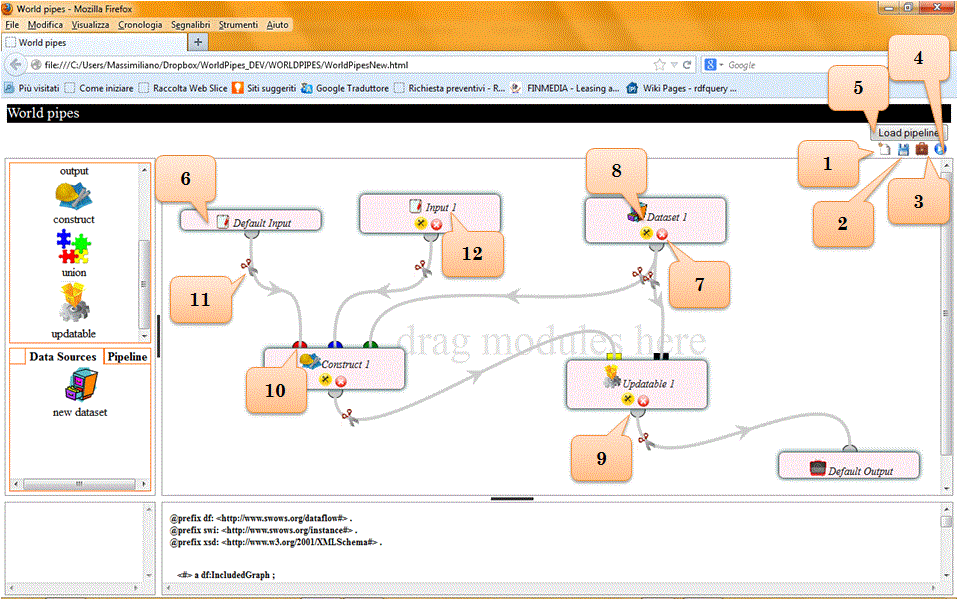 World pipes - Mozilla Firefox
File Modifica Visualizza Cronologia Segnalibri Strumenti Aiuto
World pipes +
file:///C:/Users/Massimiliano/Dropbox/WorldPipes_DEV/WORLDPIPES/WorldPipesNew.html
Google
Più visitati Come iniziare Raccolta Web Slice Siti suggeriti Google Traduttore Richiesta preventivi - R... FINMEDIA - Leasing a... Wiki Pages - rdfquery ...
4
5
World pipes
Load pipeline
1
2
3
output
construct
union
updatable
Data Sources Pipeline
new dataset
6
Default Input
Input 1
12
8
Dataset 1
7
11
drag modules here
Construct 1
10
Updatable 1
9
Default Output
@prefix df: <http://www.swows.org/dataflow#> .
@prefix swi: <http://www.swows.org/instance#> .
@prefix xsd: <http://www.w3.org/2001/XMLSchema#> .
<#> a df:IncludedGraph ;